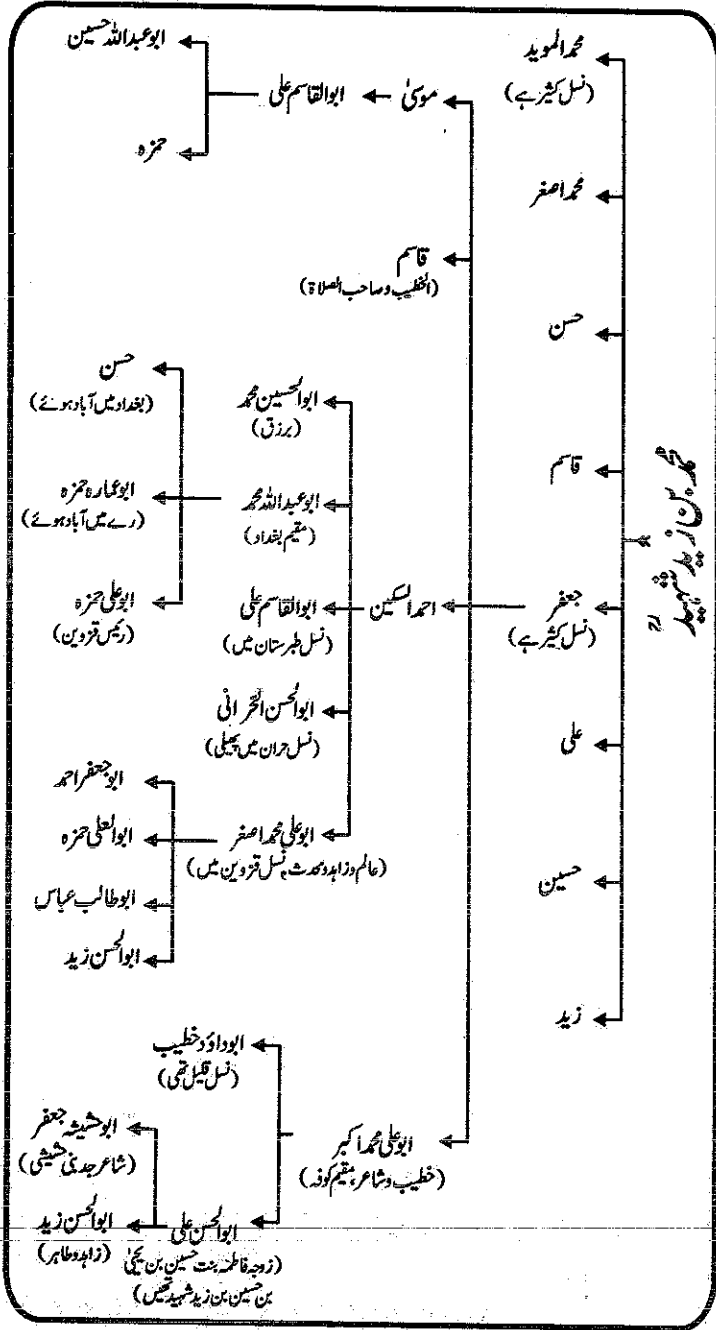 محمد بن زید شہیدؒ
محمد الموید
(نسل کثیر ہے)
محمد اصغر
حسن
قاسم
جعفر
(نسل کثیر ہے)
علی
حسین
زید
موسیٰ
قاسم
(الخطیب وصاحب الصلاۃ)
احمد السکین
ابوعلی محمد اکبر
(خطیب وشاعر، مقیم کوفہ)
ابوالقاسم علی
ابوعبداللہ حسین
حمزہ
ابوالحسین محمد
(برزق)
ابوعبداللہ محمد
(مقیم بغداد)
ابوالقاسم علی
(نسل طبرستان میں)
ابوالحسن الحّرانی
(نسل حران میں پھیلی)
ابوعلی محمد اصغر
(عالم وزاہد ومحدث، نسل قزوین میں)
حسن
(بغداد میں آباد ہوئے)
ابوعمارہ حمزہ
(رے میں آباد ہوئے)
ابوعلی حمزہ
(رئیس قزوین)
ابوجعفر احمد
ابوالعلی حمزہ
ابوطالب عباس
ابوالحسن زید
ابوداؤد خطیب
(نسل قلیل تھی)
ابوالحسن علی
(زوجہ فاطمہ بنت حسین بن یحییٰ
بن حسین بن زید شہید تھیں)
ابوشیشہ جعفر
(شاعر جد بنی شیشی)
ابوالحسن زید
(زاہد وطاہر)